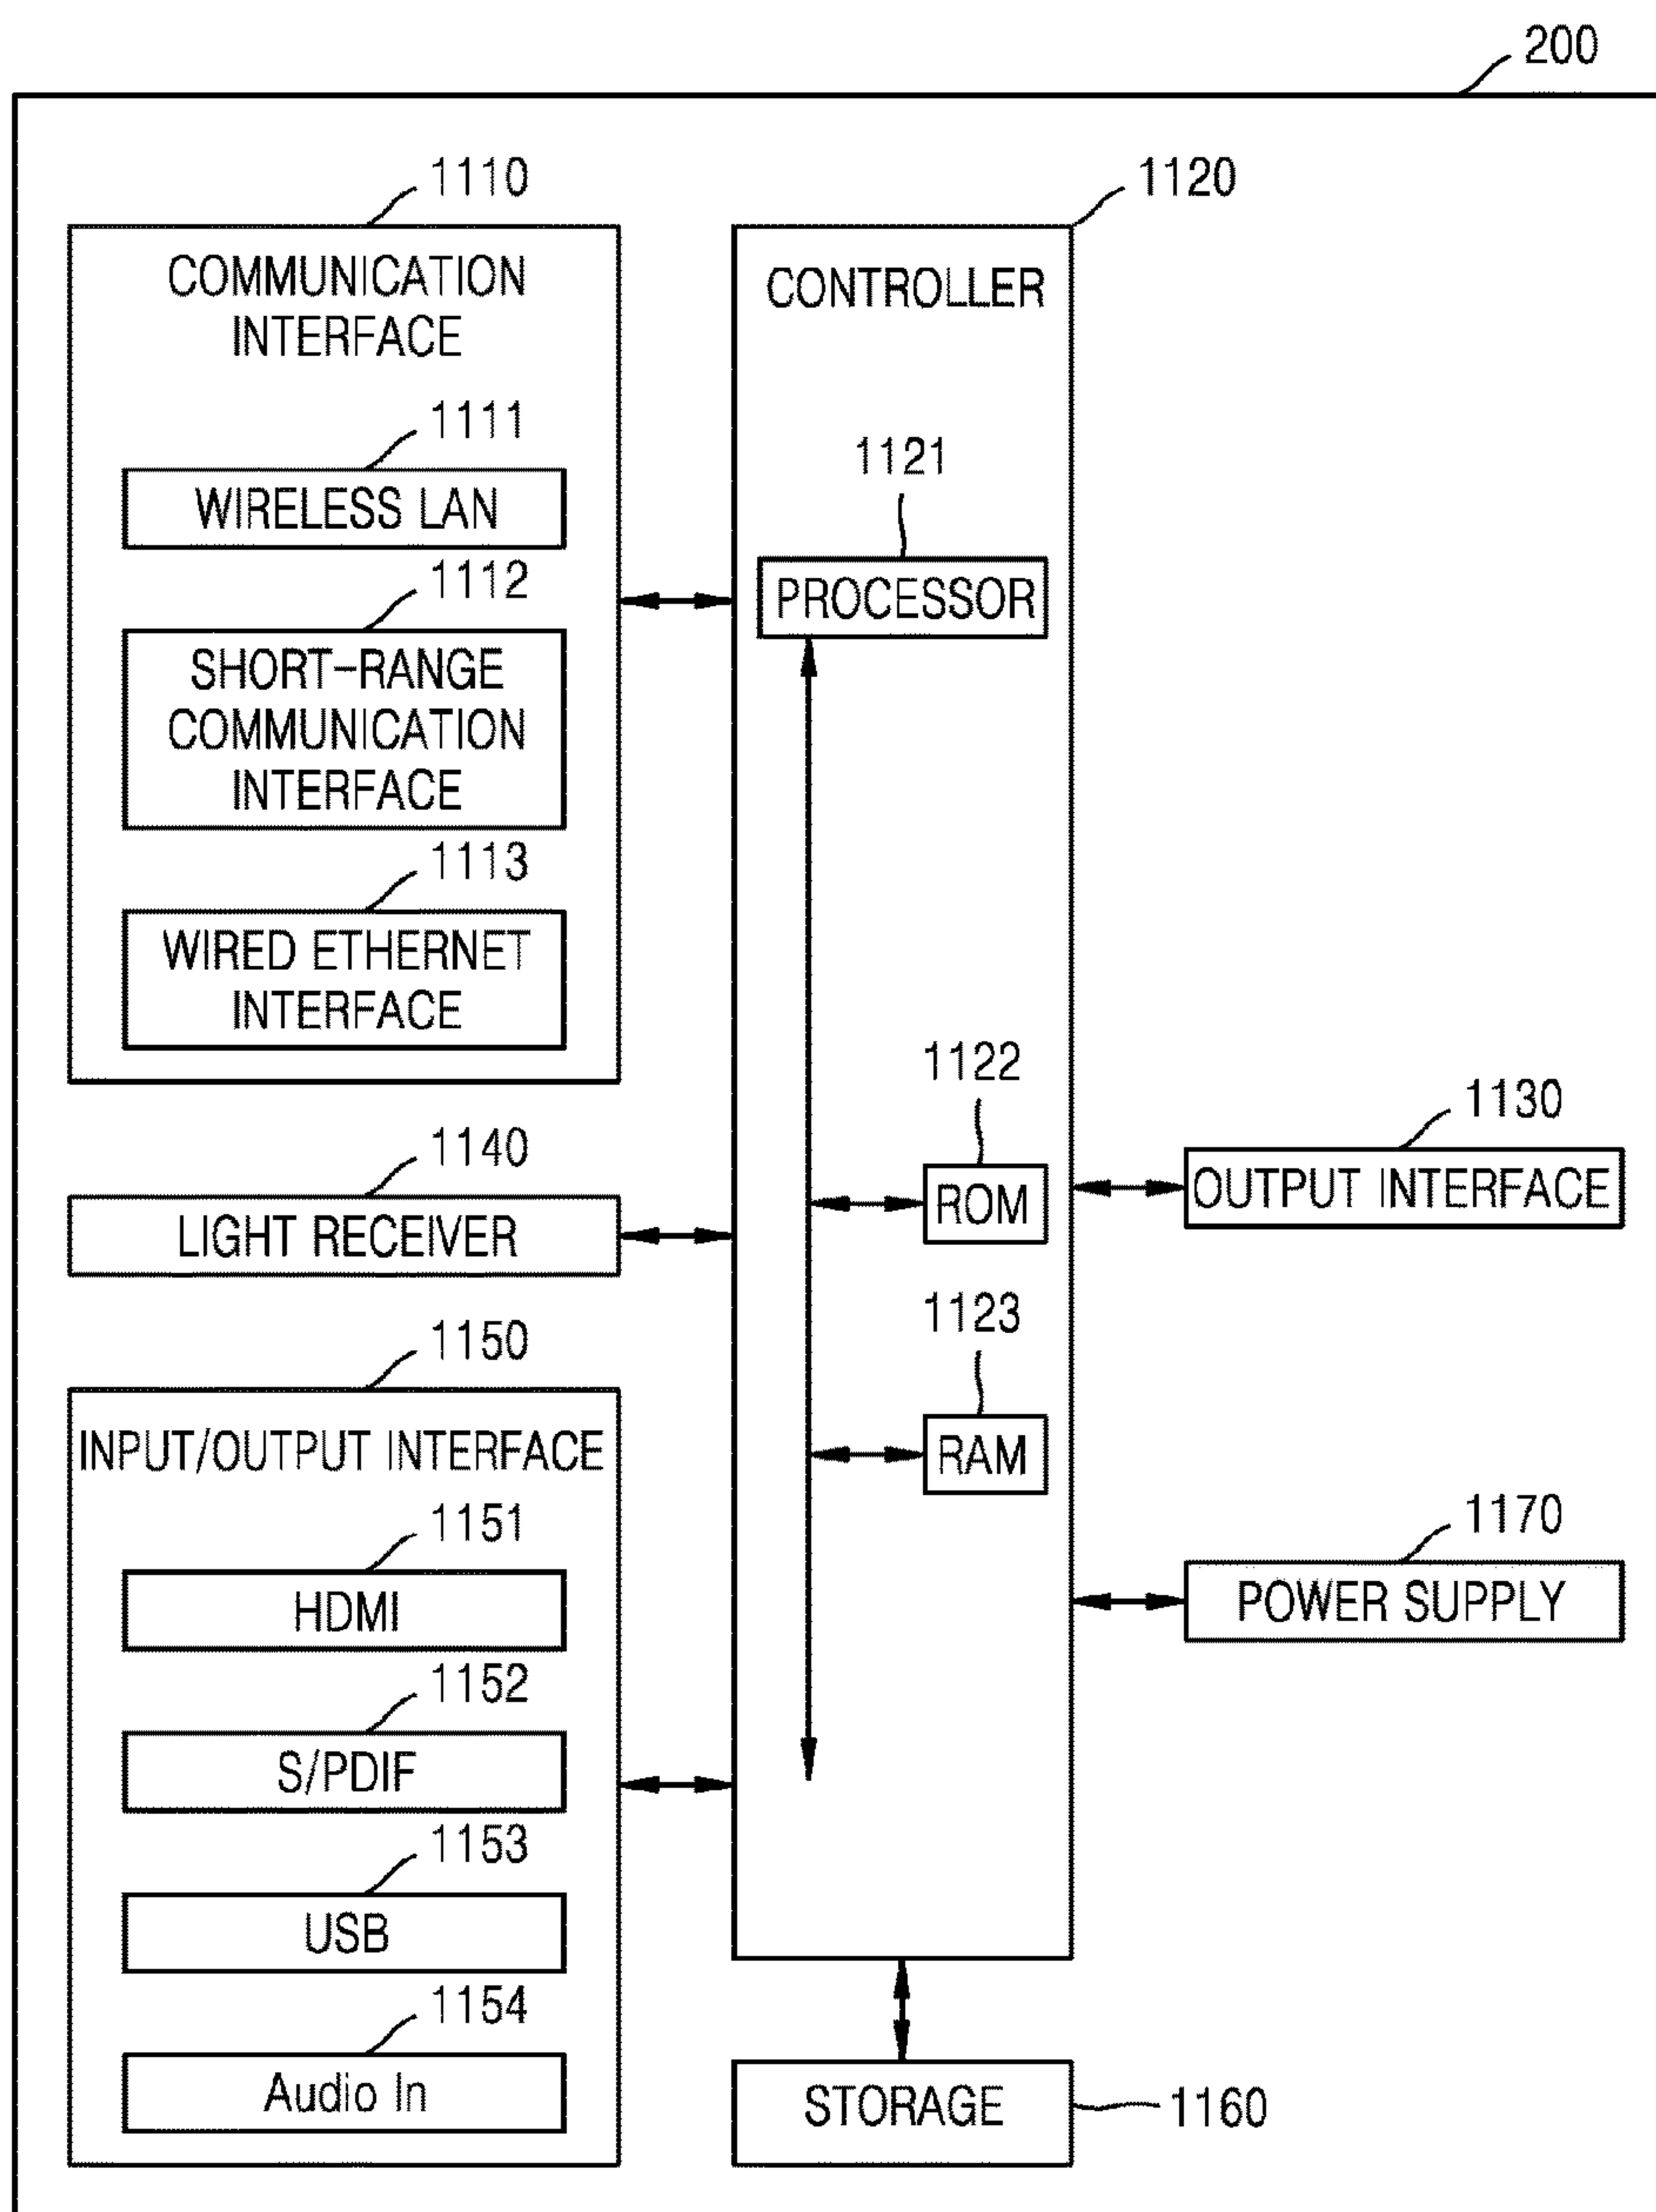 200
1110
COMMUNICATION
INTERFACE
1111
WIRELESS LAN
1112
SHORT-RANGE
COMMUNICATION
INTERFACE
1113
WIRED ETHERNET
INTERFACE
1140
LIGHT RECEIVER
1150
INPUT/OUTPUT INTERFACE
1151
HDMI
1152
S/PDIF
1153
USB
1154
Audio In
1120
CONTROLLER
1121
PROCESSOR
1122
ROM
1123
RAM
1130
OUTPUT INTERFACE
1170
POWER SUPPLY
STORAGE
1160